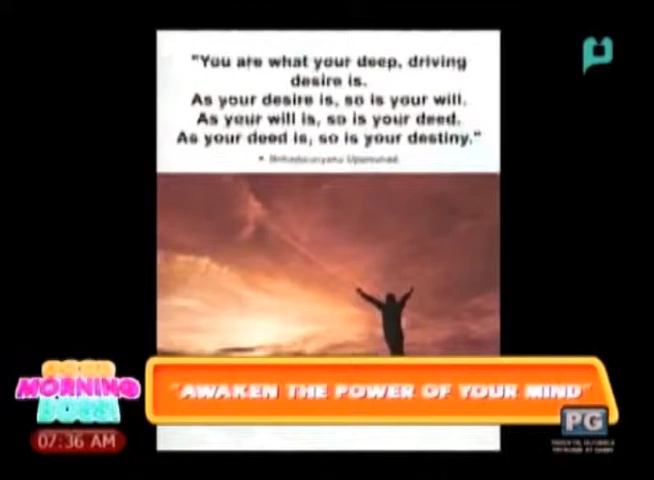 "You are what your deep, driving
desire is.
As your desire is, so is your will.
As your will is, so is your deed.
As your deed is, so is your destiny."
GOOD
MORNING
BOSS!
07:36 AM
"AWAKEN THE POWER OF YOUR MIND"
PG